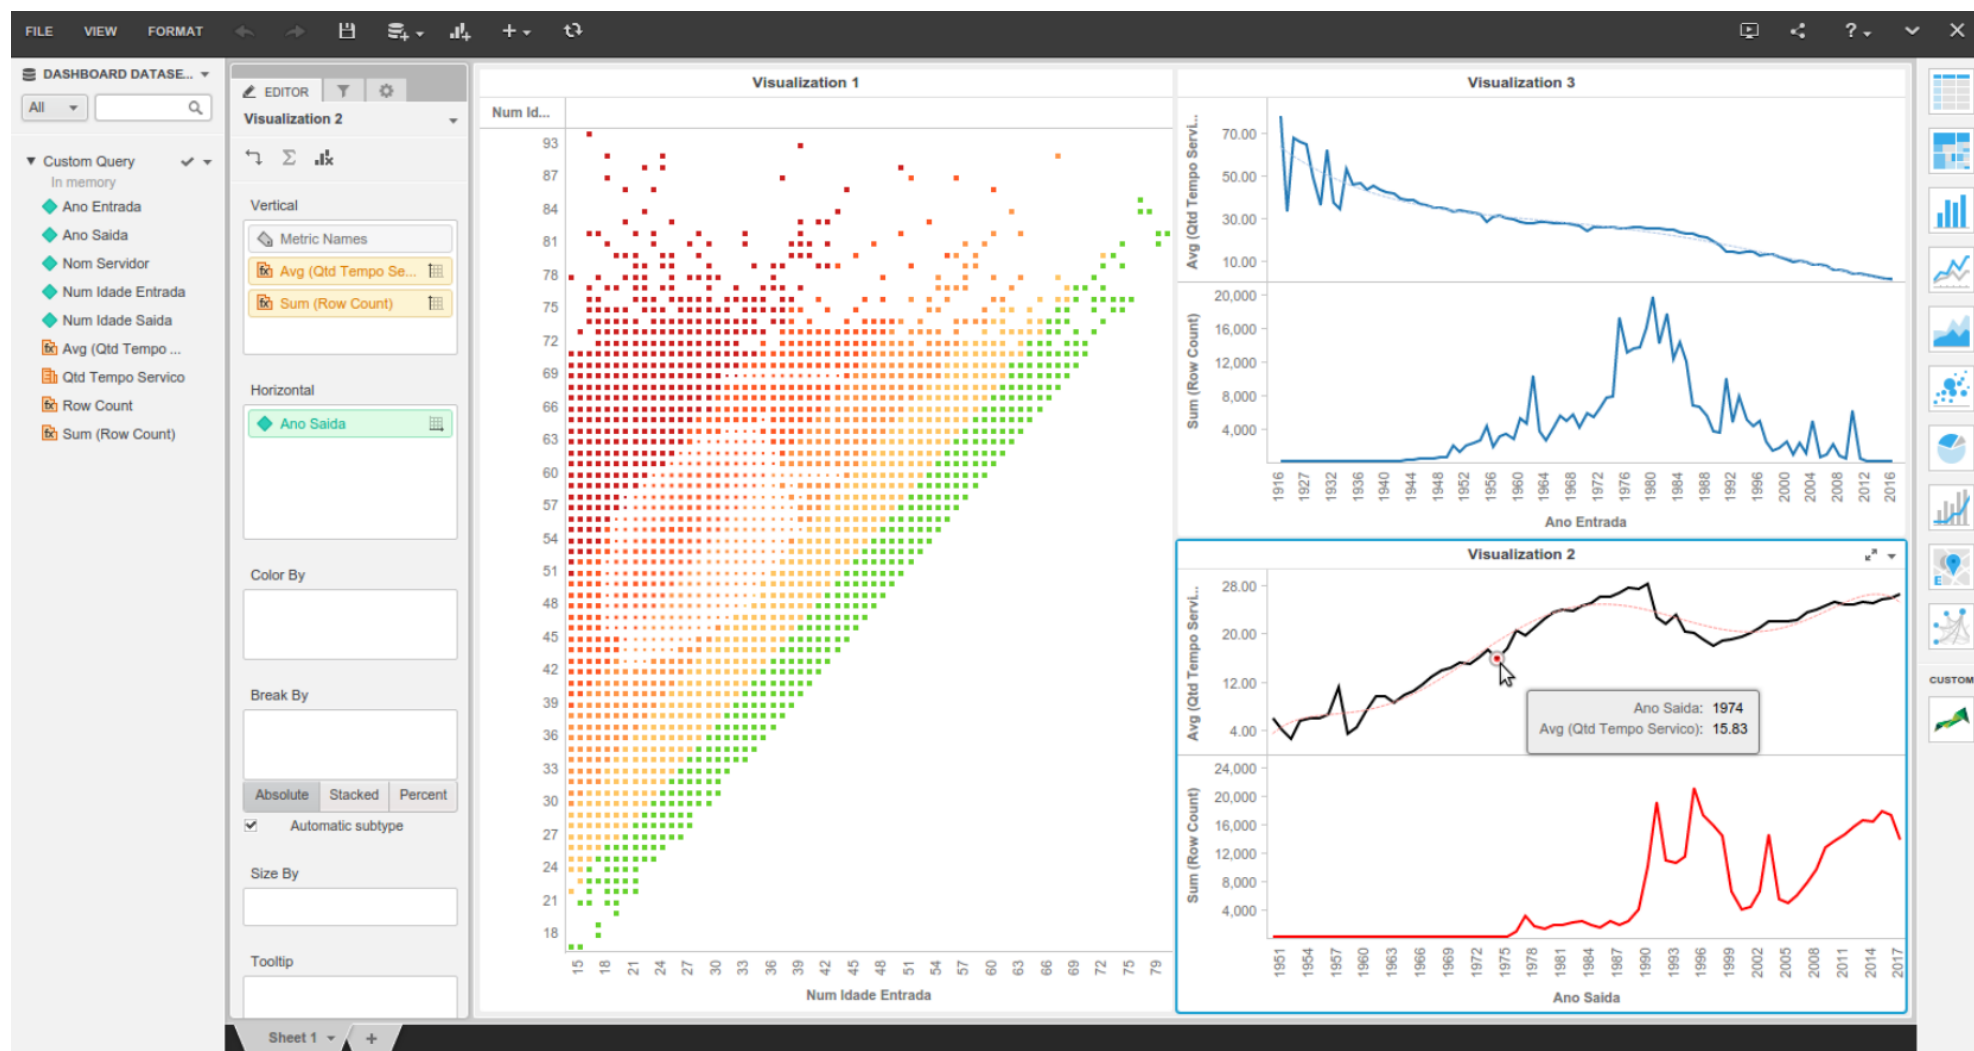 FILE VIEW FORMAT ?
DASHBOARD DATASE...
All
Custom Query
In memory
Ano Entrada
Ano Saida
Nom Servidor
Num Idade Entrada
Num Idade Saida
Avg (Qtd Tempo ...
Qtd Tempo Servico
Row Count
Sum (Row Count)
EDITOR
Visualization 2
Vertical
Metric Names
Avg (Qtd Tempo Se...
Sum (Row Count)
Horizontal
Ano Saida
Color By
Break By
Absolute Stacked Percent
Automatic subtype
Size By
Tooltip
Visualization 1
Num Id...
93
87
84
81
78
75
72
69
66
63
60
57
54
51
48
45
42
39
36
33
30
27
24
21
18
15 18 21 24 27 30 33 36 39 42 45 48 51 54 57 60 63 66 69 72 75 79
Num Idade Entrada
Visualization 3
Avg (Qtd Tempo Servi...
70.00
50.00
30.00
10.00
Sum (Row Count)
20,000
16,000
12,000
8,000
4,000
1916 1927 1932 1936 1940 1944 1948 1952 1956 1960 1964 1968 1972 1976 1980 1984 1988 1992 1996 2000 2004 2008 2012 2016
Ano Entrada
Visualization 2
Avg (Qtd Tempo Servi...
28.00
20.00
12.00
4.00
Ano Saida: 1974
Avg (Qtd Tempo Servico): 15.83
Sum (Row Count)
24,000
20,000
16,000
12,000
8,000
4,000
1951 1954 1957 1960 1963 1966 1969 1972 1975 1978 1981 1984 1987 1990 1993 1996 1999 2002 2005 2008 2011 2014 2017
Ano Saida
E
CUSTOM
Sheet 1 +